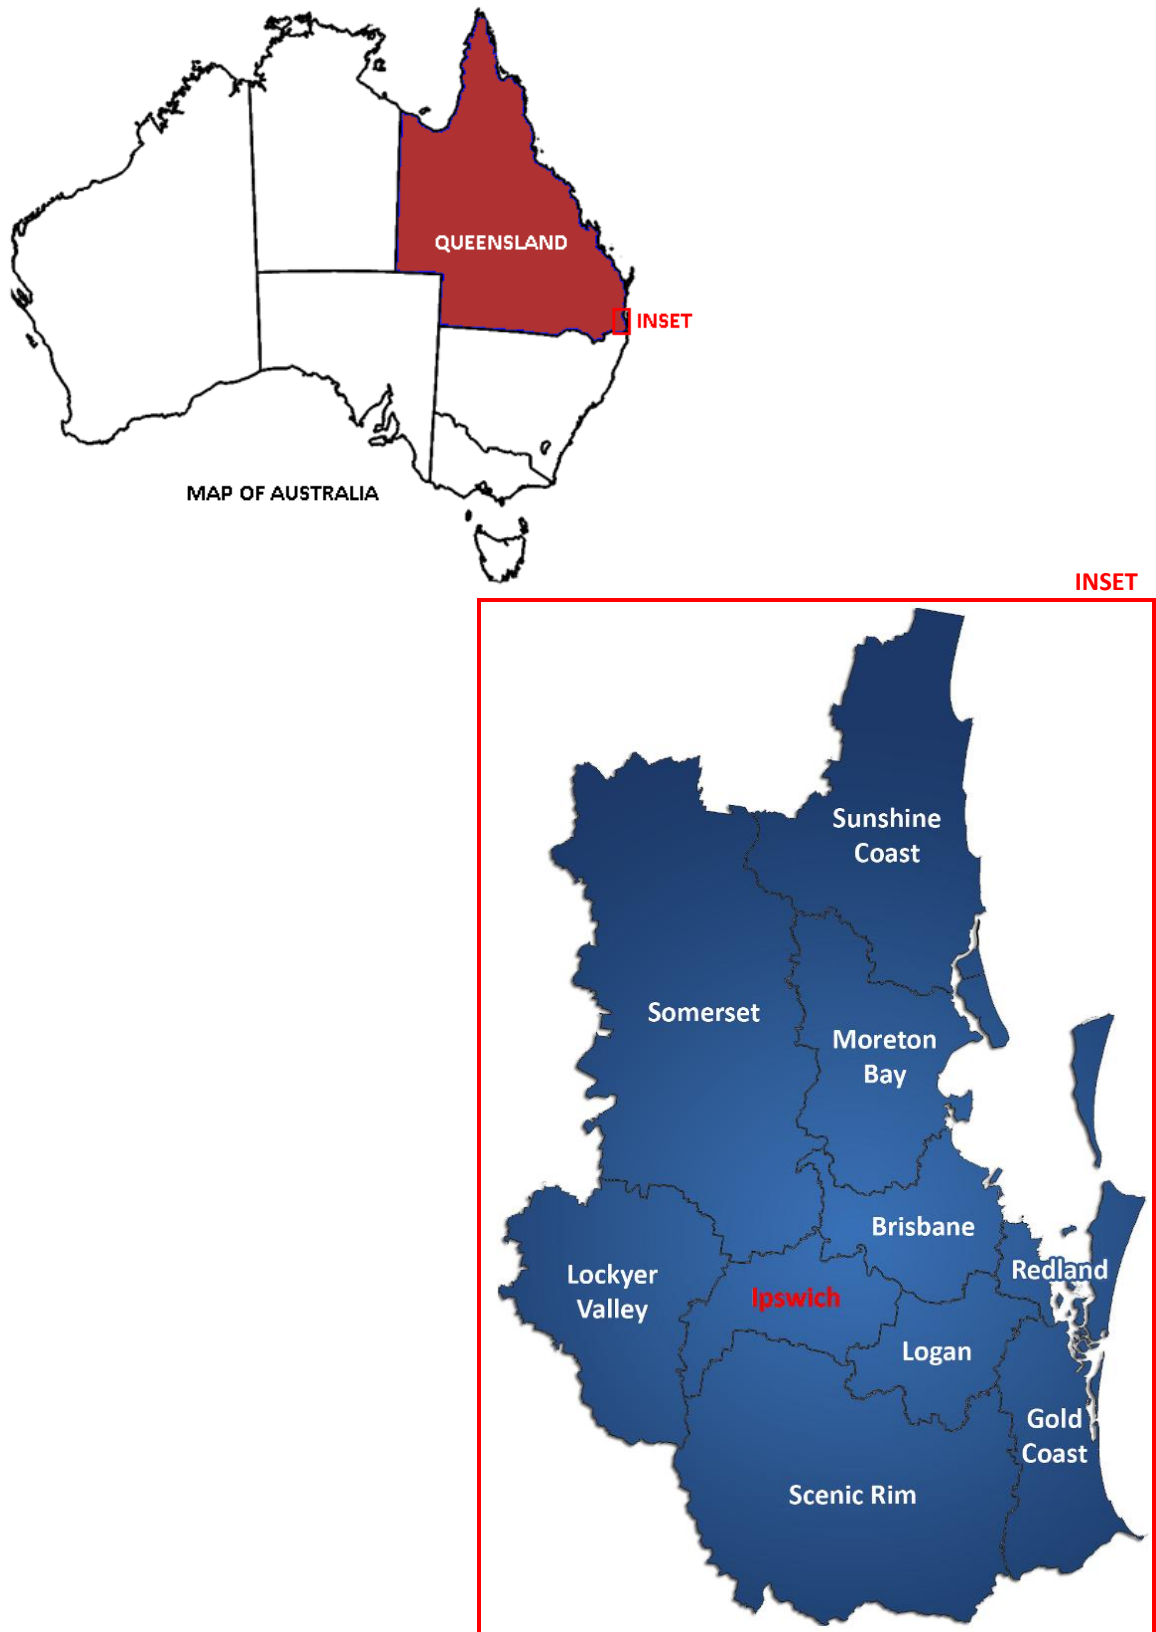 QUEENSLAND
INSET
MAP OF AUSTRALIA
INSET
Sunshine
Coast
Somerset
Moreton
Bay
Brisbane
Redland
Lockyer
Valley
Ipswich
Logan
Gold
Coast
Scenic Rim